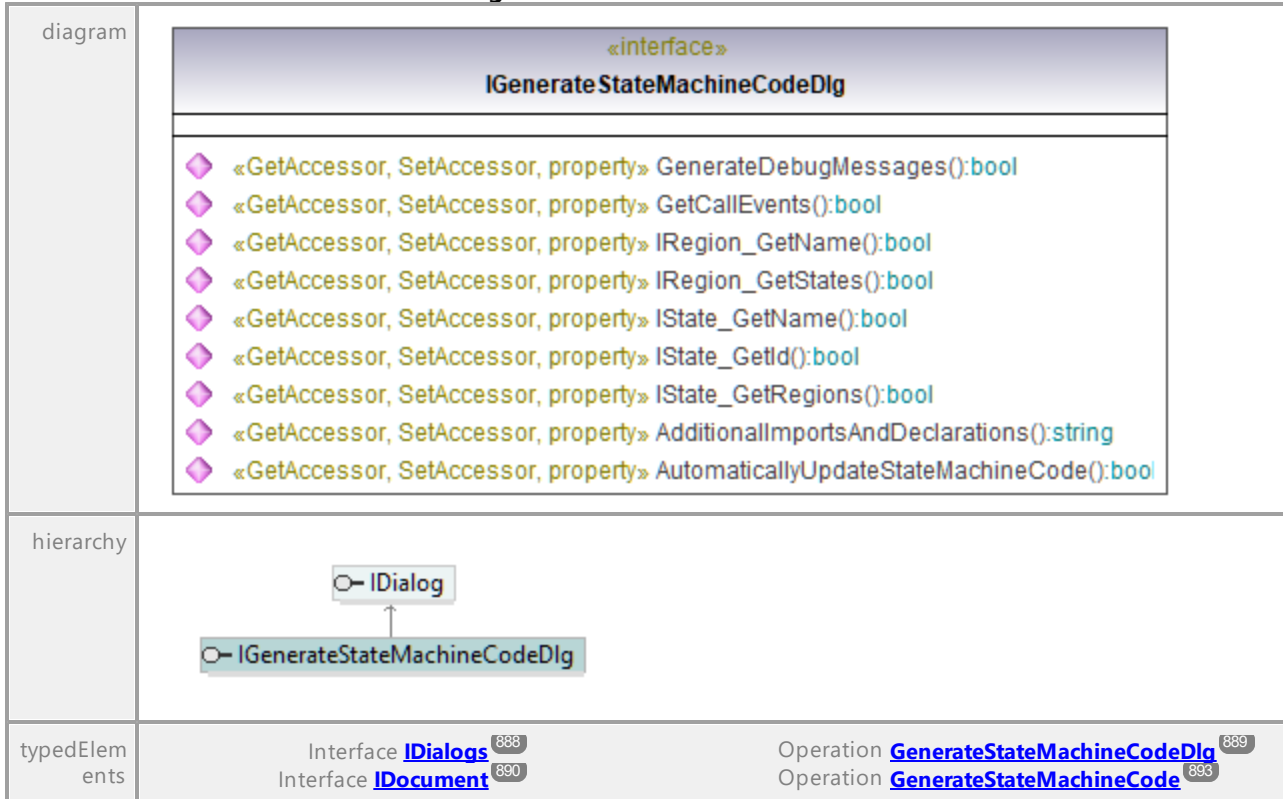 diagram
«interface»
IGenerateStateMachineCodeDlg
«GetAccessor, SetAccessor, property» GenerateDebugMessages():bool
«GetAccessor, SetAccessor, property» GetCallEvents():bool
«GetAccessor, SetAccessor, property» IRegion_GetName():bool
«GetAccessor, SetAccessor, property» IRegion_GetStates():bool
«GetAccessor, SetAccessor, property» IState_GetName():bool
«GetAccessor, SetAccessor, property» IState_GetId():bool
«GetAccessor, SetAccessor, property» IState_GetRegions():bool
«GetAccessor, SetAccessor, property» AdditionalImportsAndDeclarations():string
«GetAccessor, SetAccessor, property» AutomaticallyUpdateStateMachineCode():bool
hierarchy
IDialog
IGenerateStateMachineCodeDlg
typedElem
ents
Interface IDialogs 888 Operation GenerateStateMachineCodeDlg 889
Interface IDocument 890 Operation GenerateStateMachineCode 893